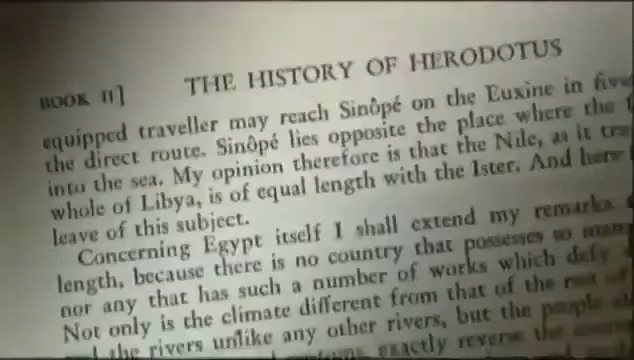 BOOK II] THE HISTORY OF HERODOTUS
equipped traveller may reach Sinôpé on the Euxine in five
the direct route. Sinôpé lies opposite the place where the
into the sea. My opinion therefore is that the Nile, as it
whole of Libya, is of equal length with the Ister. And here
leave of this subject.
Concerning Egypt itself I shall extend my remarks
length, because there is no country that possesses so
nor any that has such a number of works which defy
Not only is the climate different from that of the rest of
the rivers unlike any other rivers, but the people
exactly reverse the